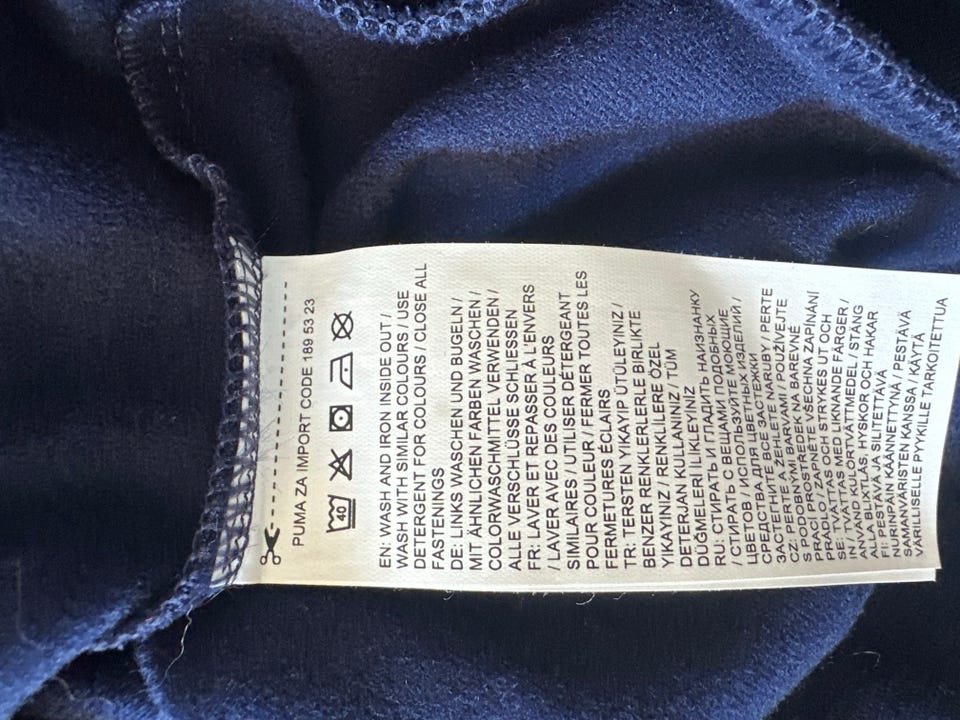 PUMA ZA IMPORT CODE 189 53 23
40
EN: WASH AND IRON INSIDE OUT /
WASH WITH SIMILAR COLOURS / USE
DETERGENT FOR COLOURS / CLOSE ALL
FASTENINGS
DE: LINKS WASCHEN UND BUGELN /
MIT ÄHNLICHEN FARBEN WASCHEN /
COLORWASCHMITTEL VERWENDEN /
ALLE VERSCHLÜSSE SCHLIESSEN
FR: LAVER ET REPASSER À L'ENVERS
/ LAVER AVEC DES COULEURS
SIMILAIRES / UTILISER DÉTERGEANT
POUR COULEUR / FERMER TOUTES LES
FERMETURES ÉCLAIRS
TR: TERSTEN YIKAYIP ÜTÜLEYINIZ /
BENZER RENKLERLERLE BIRLIKTE
YIKAYINIZ / RENKLILERE ÖZEL
DETERJAN KULLANINIZ / TÜM
DÜĞMELERI ILIKLEYINIZ
RU: СТИРАТЬ И ГЛАДИТЬ НАИЗНАНКУ
/ СТИРАТЬ С ВЕЩАМИ ПОДОБНЫХ
ЦВЕТОВ / ИСПОЛЬЗУЙТЕ МОЮЩИЕ
СРЕДСТВА ДЛЯ ЦВЕТНЫХ ИЗДЕЛИЙ /
ЗАСТЕГНИТЕ ВСЕ ЗАСТЕЖКИ
CZ: PERTE A ŽEHLETE NARUBY / PERTE
S PODOBNÝMI BARVAMI / POUŽÍVEJTE
PRACÍ PROSTŘEDEK NA BAREVNÉ
PRÁDLO / ZAPNĚTE VŠECHNA ZAPÍNÁNÍ
SE: TVÄTTAS OCH STRYKES UT OCH
IN / TVÄTTAS MED LIKNANDE FÄRGER /
ANVÄND KULÖRTVÄTTMEDEL / STÄNG
ALLA BLIXTLÅS, HYSKOR OCH HAKAR
FI: PESTÄVÄ JA SILITETTÄVÄ
NURINPÄIN KÄÄNNETTYNÄ / PESTÄVÄ
SAMANVÄRISTEN KANSSA / KÄYTÄ
VÄRILLISELLE PYYKILLE TARKOITETTUA